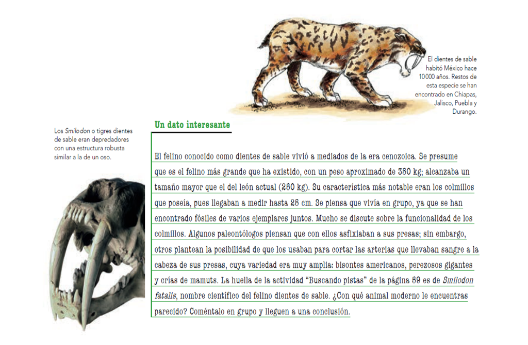 El dientes de sable
habitó México hace
10000 años. Restos de
esta especie se han
encontrado en Chiapas,
Jalisco, Puebla y
Durango.
Los Smilodon o tigres dientes
de sable eran depredadores
con una estructura robusta
similar a la de un oso.
Un dato interesante
El felino conocido como dientes de sable vivió a mediados de la era cenozoica. Se presume
que es el felino más grande que ha existido, con un peso aproximado de 380 kg; alcanzaba un
tamaño mayor que el del león actual (250 kg). Su característica más notable eran los colmillos
que poseía, pues llegaban a medir hasta 28 cm. Se piensa que vivía en grupo, ya que se han
encontrado fósiles de varios ejemplares juntos. Mucho se discute sobre la funcionalidad de los
colmillos. Algunos paleontólogos piensan que con ellos asfixiaban a sus presas; sin embargo,
otros plantean la posibilidad de que los usaban para cortar las arterias que llevaban sangre a la
cabeza de sus presas, cuya variedad era muy amplia: bisontes americanos, perezosos gigantes
y crías de mamuts. La huella de la actividad "Buscando pistas" de la página 89 es de Smilodon
fatalis, nombre científico del felino dientes de sable. ¿Con qué animal moderno le encuentras
parecido? Coméntalo en grupo y lleguen a una conclusión.